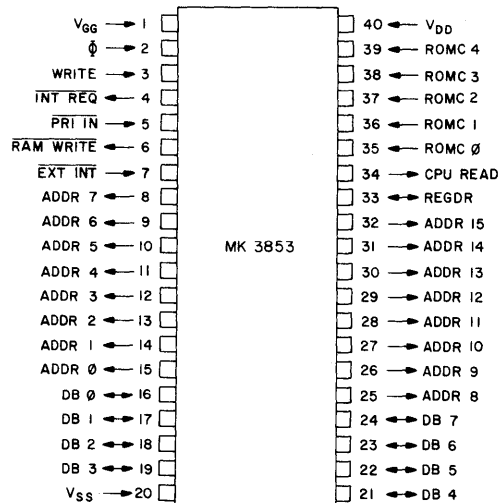 V_GG 1 40 V_DD
Φ 2 39 ROMC 4
WRITE 3 38 ROMC 3
INT REQ 4 37 ROMC 2
PRI IN 5 36 ROMC 1
RAM WRITE 6 35 ROMC Ø
EXT INT 7 34 CPU READ
ADDR 7 8 33 REGDR
ADDR 6 9 32 ADDR 15
ADDR 5 10 MK 3853 31 ADDR 14
ADDR 4 11 30 ADDR 13
ADDR 3 12 29 ADDR 12
ADDR 2 13 28 ADDR 11
ADDR 1 14 27 ADDR 10
ADDR Ø 15 26 ADDR 9
DB Ø 16 25 ADDR 8
DB 1 17 24 DB 7
DB 2 18 23 DB 6
DB 3 19 22 DB 5
V_SS 20 21 DB 4